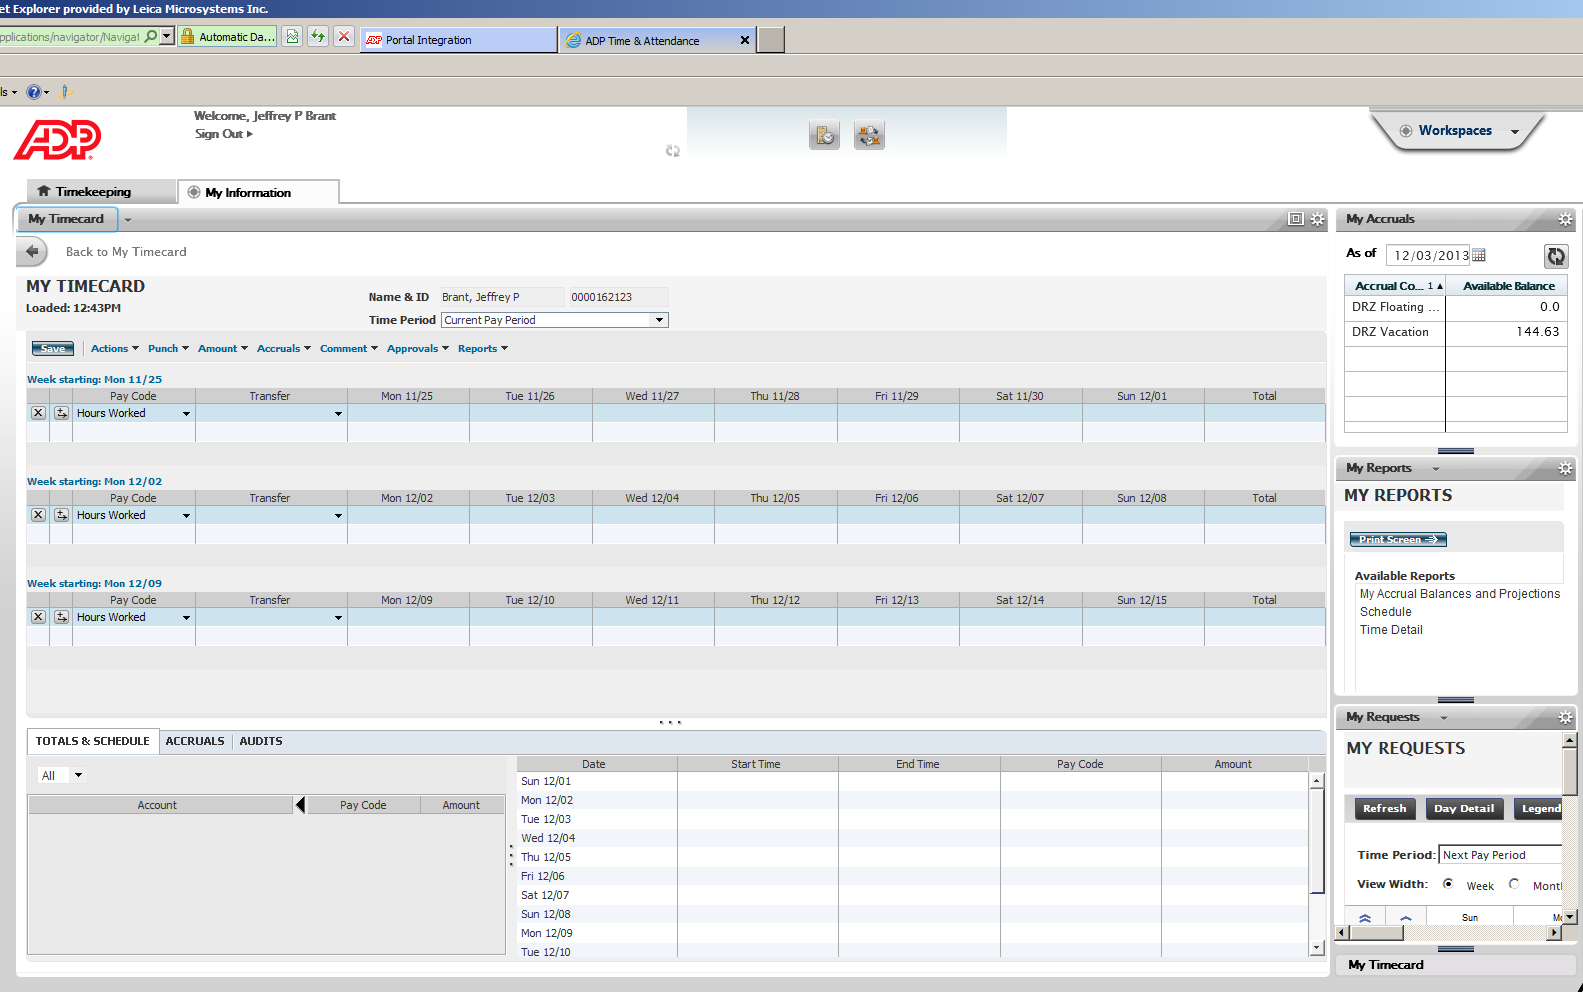 et Explorer provided by Leica Microsystems Inc.
pplications/navigator/Navigat
Automatic Da...
ADP Portal Integration
ADP Time & Attendance
ls
ADP
Welcome, Jeffrey P Brant
Sign Out
Workspaces
Timekeeping
My Information
My Timecard
Back to My Timecard
MY TIMECARD
Loaded: 12:43PM
Name & ID Brant, Jeffrey P 0000162123
Time Period Current Pay Period
Save Actions Punch Amount Accruals Comment Approvals Reports
Week starting: Mon 11/25
Pay Code Transfer Mon 11/25 Tue 11/26 Wed 11/27 Thu 11/28 Fri 11/29 Sat 11/30 Sun 12/01 Total
Hours Worked
Week starting: Mon 12/02
Pay Code Transfer Mon 12/02 Tue 12/03 Wed 12/04 Thu 12/05 Fri 12/06 Sat 12/07 Sun 12/08 Total
Hours Worked
Week starting: Mon 12/09
Pay Code Transfer Mon 12/09 Tue 12/10 Wed 12/11 Thu 12/12 Fri 12/13 Sat 12/14 Sun 12/15 Total
Hours Worked
TOTALS & SCHEDULE ACCRUALS AUDITS
All
Account Pay Code Amount
Date Start Time End Time Pay Code Amount
Sun 12/01
Mon 12/02
Tue 12/03
Wed 12/04
Thu 12/05
Fri 12/06
Sat 12/07
Sun 12/08
Mon 12/09
Tue 12/10
My Accruals
As of 12/03/2013
Accrual Co... 1 Available Balance
DRZ Floating ... 0.0
DRZ Vacation 144.63
My Reports
MY REPORTS
Print Screen
Available Reports
My Accrual Balances and Projections
Schedule
Time Detail
My Requests
MY REQUESTS
Refresh Day Detail Legend
Time Period: Next Pay Period
View Width: Week Month
Sun Mo
My Timecard